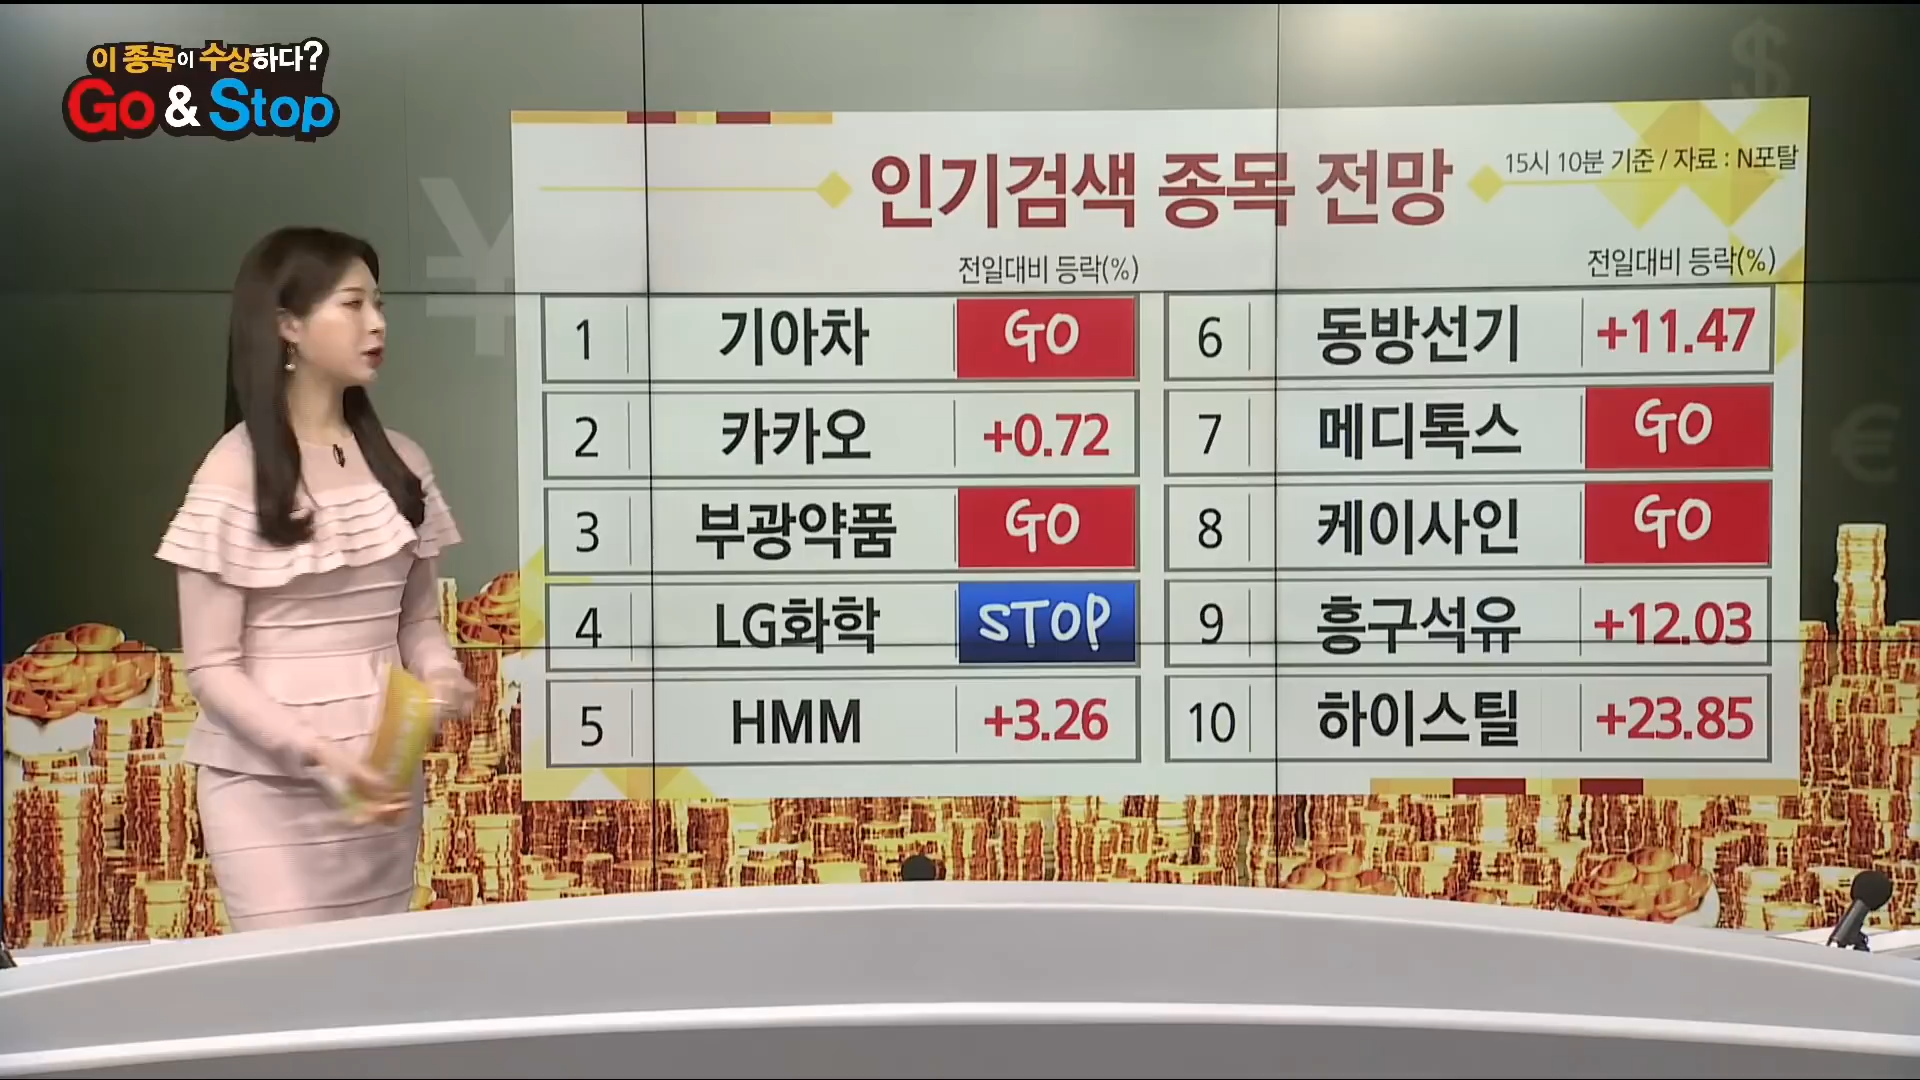 이 종목이 수상하다?
Go & Stop
인기검색 종목 전망
15시 10분 기준 / 자료 : N포탈
전일대비 등락(%)
1 기아차 GO
2 카카오 +0.72
3 부광약품 GO
4 LG화학 STOP
5 HMM +3.26
전일대비 등락(%)
6 동방선기 +11.47
7 메디톡스 GO
8 케이사인 GO
9 흥구석유 +12.03
10 하이스틸 +23.85